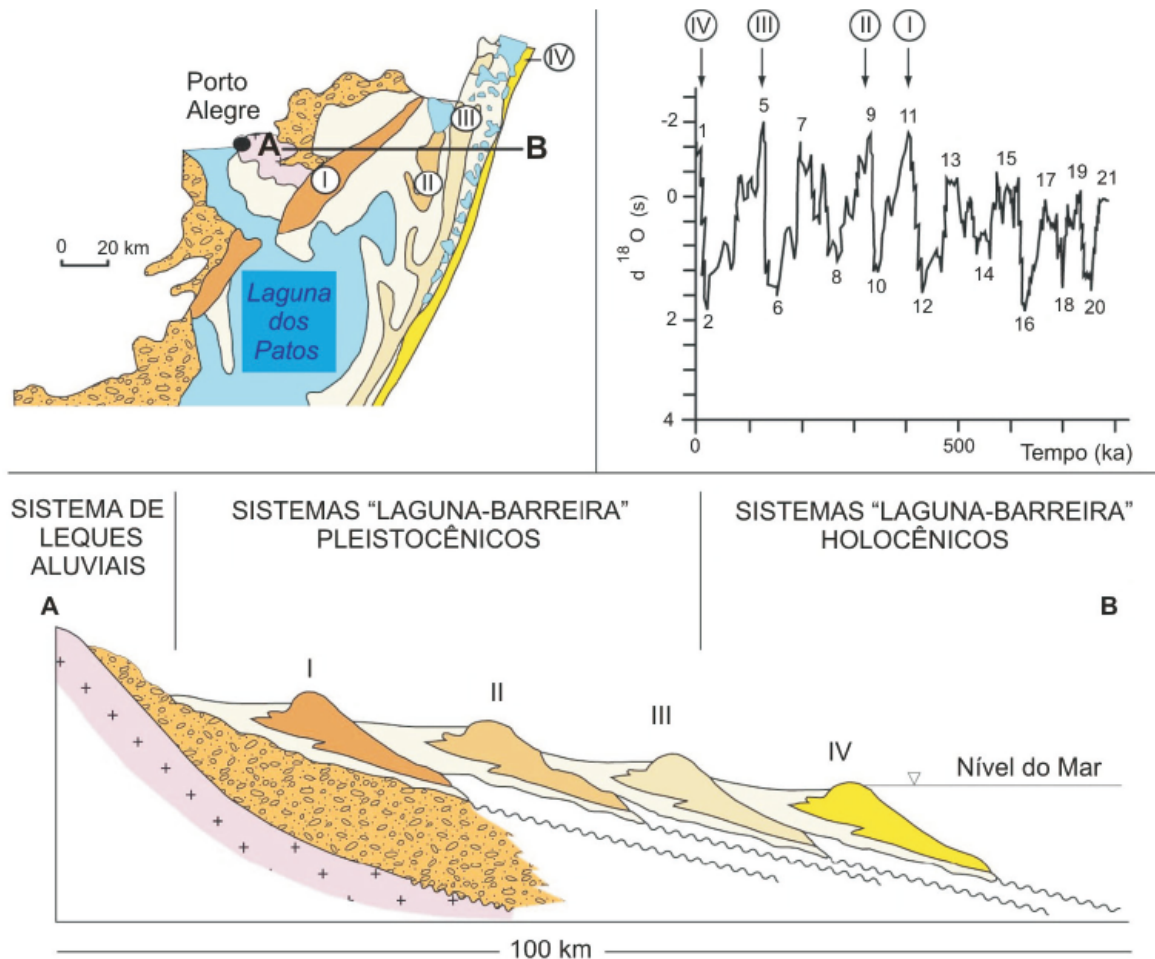 Porto
Alegre
A
B
I
II
III
IV
0 20 km
Laguna
dos
Patos
IV III II I
-2
0
2
4
d 18 O (s)
1
5
7
9
11
13
15
17
19
21
2
6
8
10
12
14
16
18
20
0 500 Tempo (ka)
SISTEMA DE
LEQUES
ALUVIAIS
SISTEMAS “LAGUNA-BARREIRA”
PLEISTOCÊNICOS
SISTEMAS “LAGUNA-BARREIRA”
HOLOCÊNICOS
A
B
I
II
III
IV
Nível do Mar
100 km